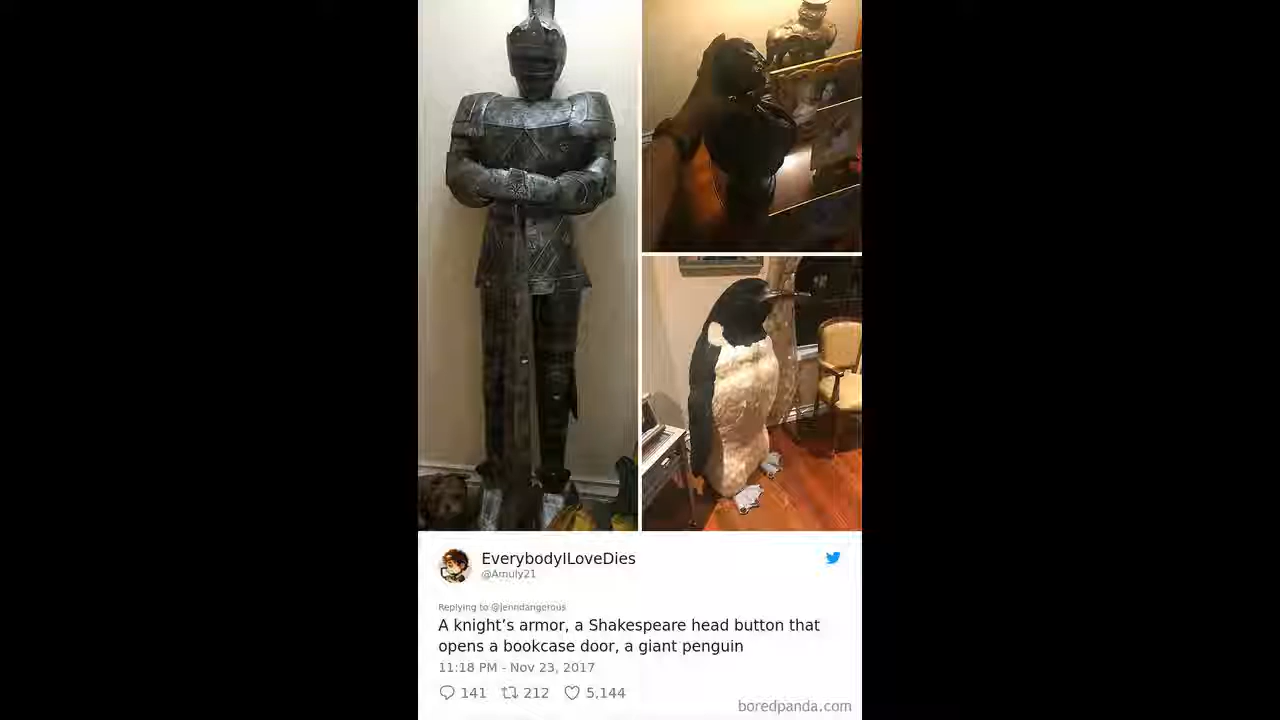 EverybodyILoveDies
@Amuly21
Replying to @jenndangerous
A knight’s armor, a Shakespeare head button that
opens a bookcase door, a giant penguin
11:18 PM - Nov 23, 2017
141 212 5,144
boredpanda.com